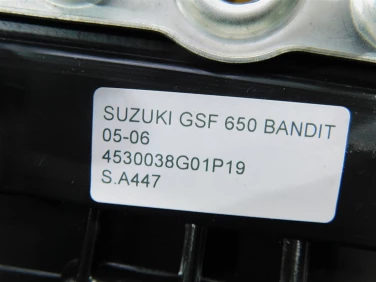 SUZUKI GSF 650 BANDIT
05-06
4530038G01P19
S.A447